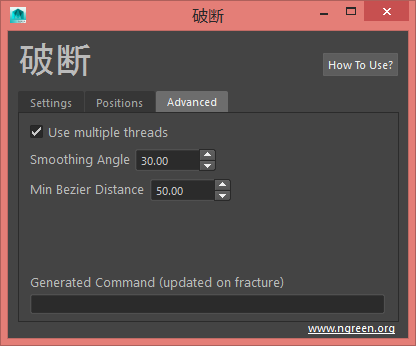 破断
破断
How To Use?
Settings Positions Advanced
Use multiple threads
Smoothing Angle 30.00
Min Bezier Distance 50.00
Generated Command (updated on fracture)
www.ngreen.org